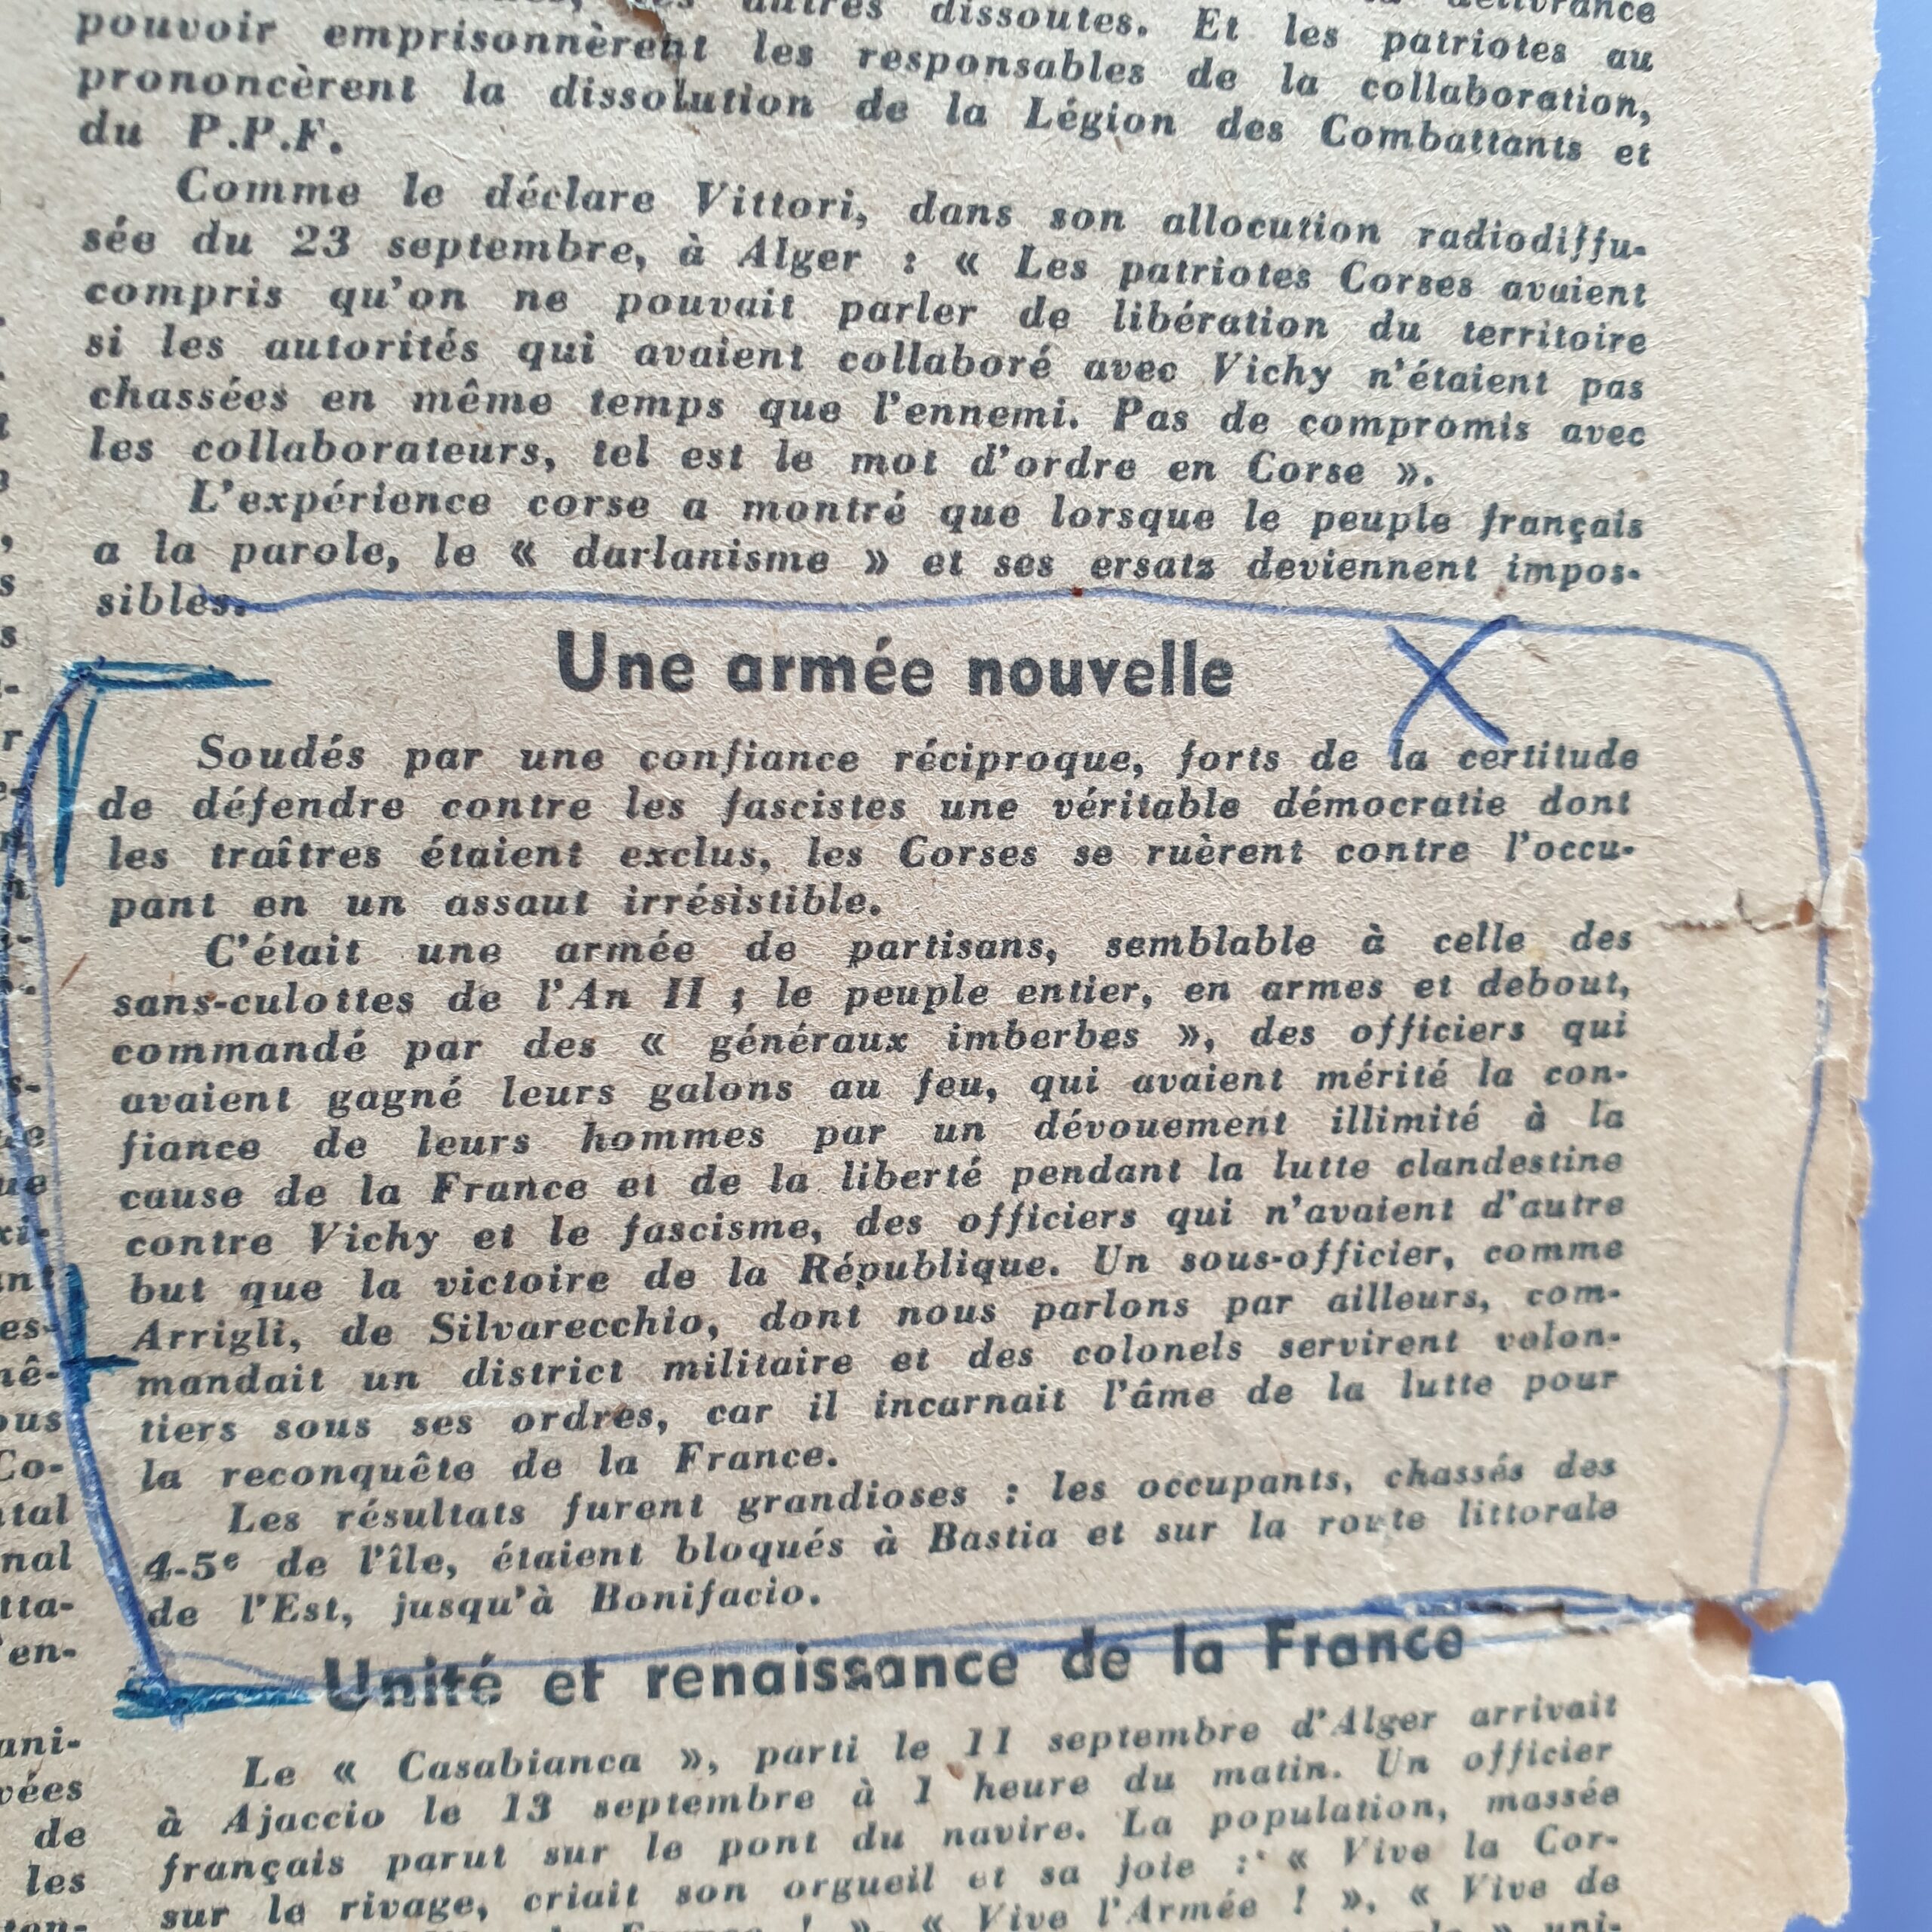 autres dissoutes. Et les patriotes au
pouvoir emprisonnèrent les responsables de la collaboration,
prononcèrent la dissolution de la Légion des Combattants et
du P.P.F.
Comme le déclare Vittori, dans son allocution radiodiffu-
sée du 23 septembre, à Alger : « Les patriotes Corses avaient
compris qu'on ne pouvait parler de libération du territoire
si les autorités qui avaient collaboré avec Vichy n'étaient pas
chassées en même temps que l'ennemi. Pas de compromis avec
les collaborateurs, tel est le mot d'ordre en Corse ».
L'expérience corse a montré que lorsque le peuple français
a la parole, le « darlanisme » et ses ersatz deviennent impos-
sibles.
Une armée nouvelle
Soudés par une confiance réciproque, forts de la certitude
de défendre contre les fascistes une véritable démocratie dont
les traîtres étaient exclus, les Corses se ruèrent contre l'occu-
pant en un assaut irrésistible.
C'était une armée de partisans, semblable à celle des
sans-culottes de l'An II ; le peuple entier, en armes et debout,
commandé par des « généraux imberbes », des officiers qui
avaient gagné leurs galons au feu, qui avaient mérité la con-
fiance de leurs hommes par un dévouement illimité à la
cause de la France et de la liberté pendant la lutte clandestine
contre Vichy et le fascisme, des officiers qui n'avaient d'autre
but que la victoire de la République. Un sous-officier, comme
Arrigli, de Silvarecchio, dont nous parlons par ailleurs, com-
mandait un district militaire et des colonels servirent volon-
tiers sous ses ordres, car il incarnait l'âme de la lutte pour
la reconquête de la France.
Les résultats furent grandioses : les occupants, chassés des
4-5e de l'île, étaient bloqués à Bastia et sur la route littorale
de l'Est, jusqu'à Bonifacio.
Unité et renaissance de la France
Le « Casabianca », parti le 11 septembre d'Alger arrivait
à Ajaccio le 13 septembre à 1 heure du matin. Un officier
français parut sur le pont du navire. La population, massée
sur le rivage, criait son orgueil et sa joie : « Vive la Cor-
! », « Vive l'Armée ! », « Vive de